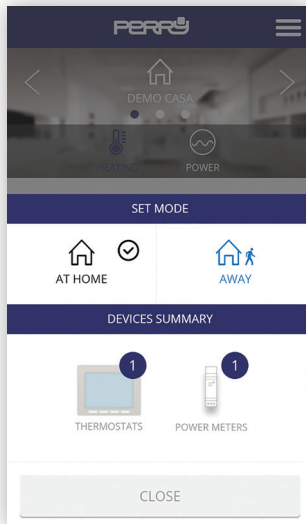 PERRY
DEMO CASA
HEATING
POWER
SET MODE
AT HOME
AWAY
DEVICES SUMMARY
1
1
THERMOSTATS
POWER METERS
CLOSE